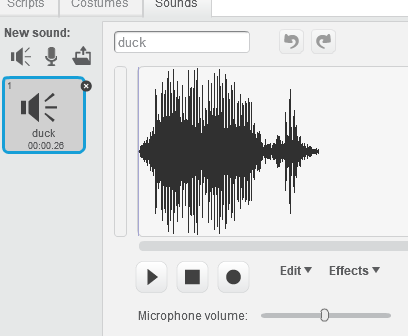 Scripts Costumes Sounds
New sound:
duck
1
duck
00:00.26
Edit Effects
Microphone volume: